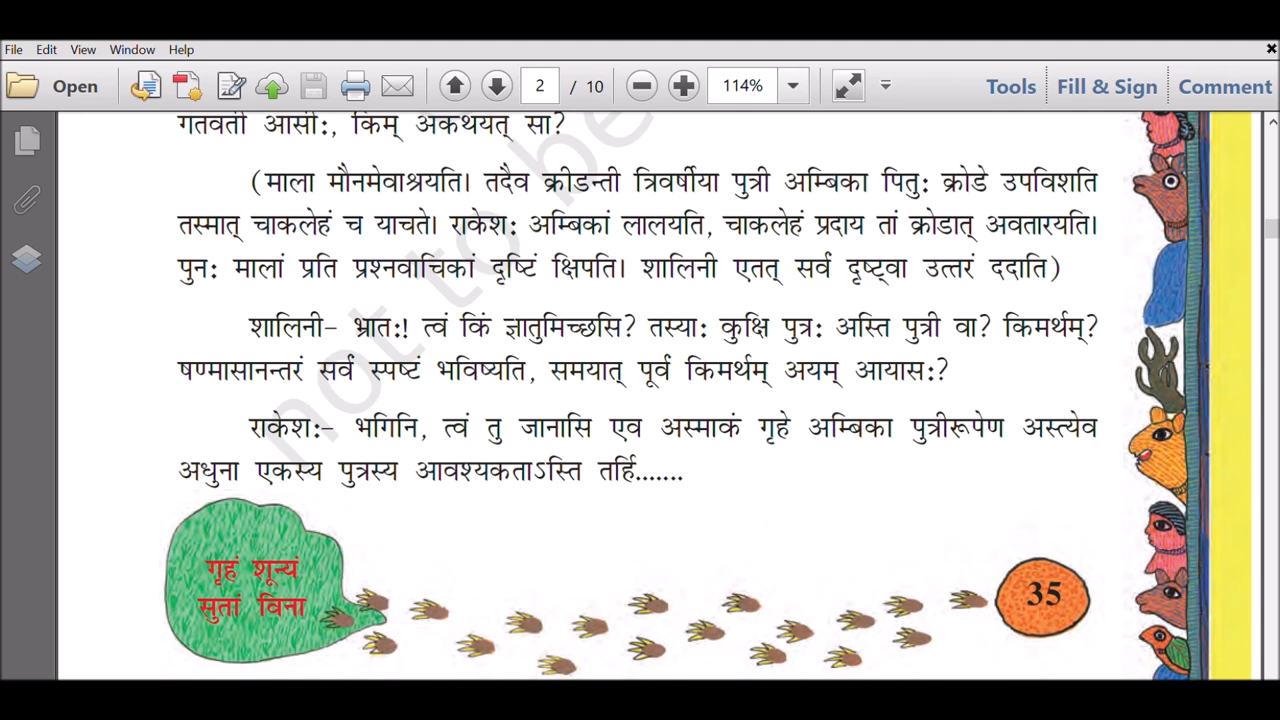 File Edit View Window Help
Open 2 / 10 114% Tools Fill & Sign Comment
गतवती आसीः, किम् अकथयत् सा?
(माला मौनमेवाश्रयति। तदैव क्रीडन्ती त्रिवर्षीया पुत्री अम्बिका पितुः क्रोडे उपविशति
तस्मात् चाकलेहं च याचते। राकेशः अम्बिकां लालयति, चाकलेहं प्रदाय तां क्रोडात् अवतारयति।
पुनः मालां प्रति प्रश्नवाचिकां दृष्टिं क्षिपति। शालिनी एतत् सर्वं दृष्ट्वा उत्तरं ददाति)
शालिनी– भ्रातः! त्वं किं ज्ञातुमिच्छसि? तस्याः कुक्षि पुत्रः अस्ति पुत्री वा? किमर्थम्?
षण्मासानन्तरं सर्वं स्पष्टं भविष्यति, समयात् पूर्वं किमर्थम् अयम् आयासः?
राकेशः– भगिनि, त्वं तु जानासि एव अस्माकं गृहे अम्बिका पुत्रीरूपेण अस्त्येव
अधुना एकस्य पुत्रस्य आवश्यकताऽस्ति तर्हि.......
गृहं शून्यं
सुतां विना
35
not to be